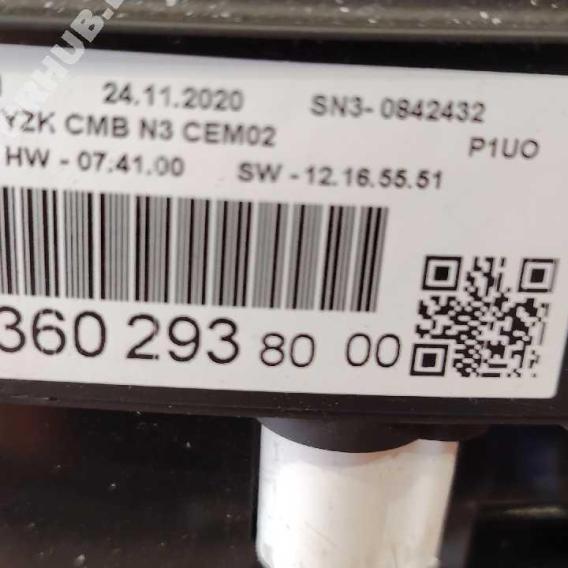 24.11.2020 SN3-0842432
YZK CMB N3 CEM02 P1UO
HW - 07.41.00 SW - 12.16.55.51
360 293 80 00